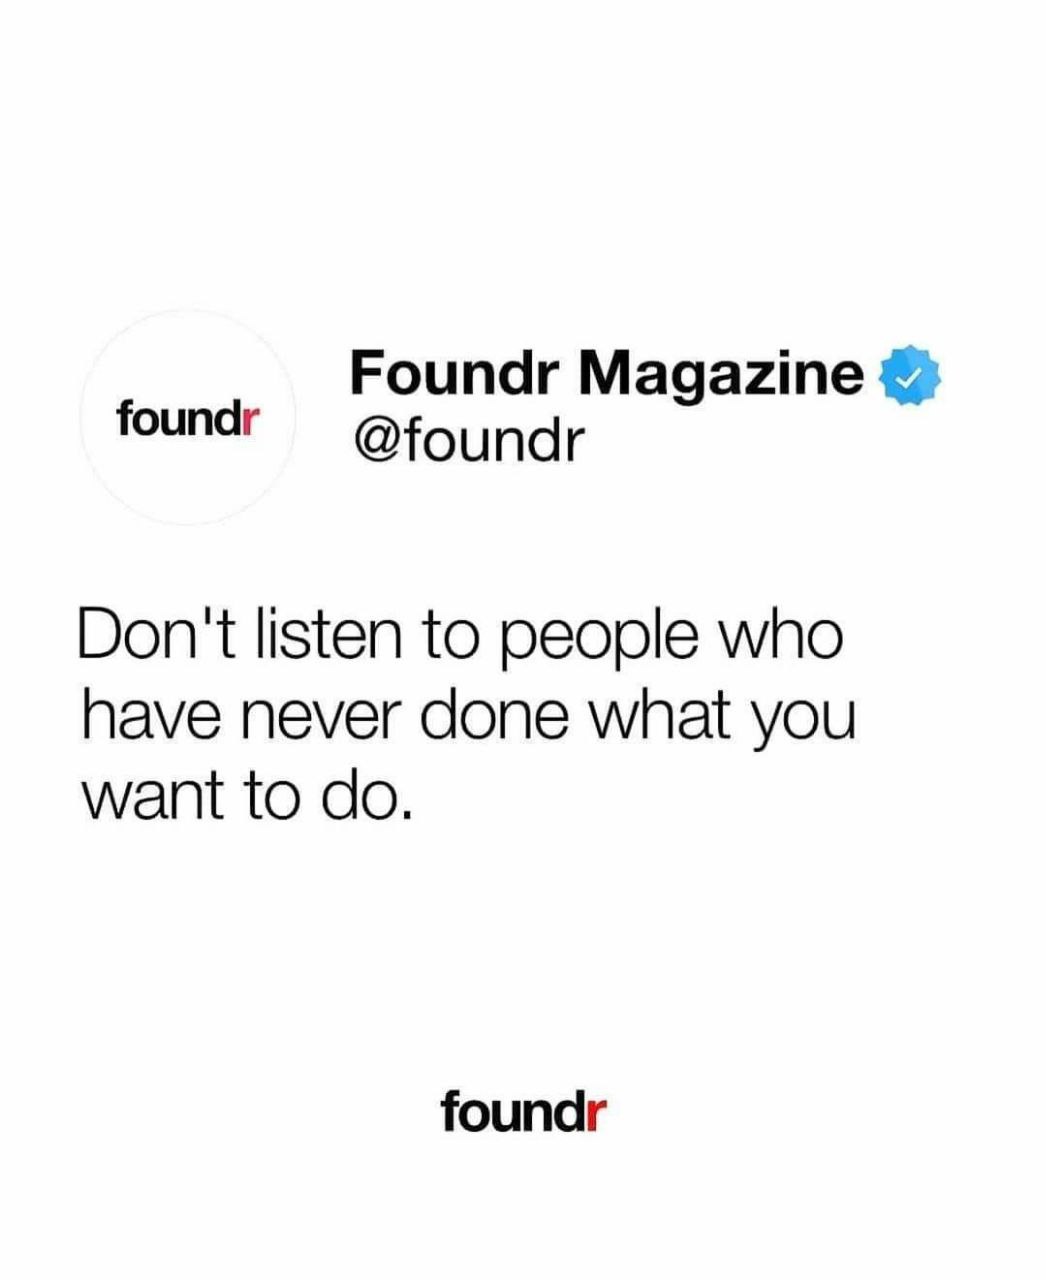 foundr
Foundr Magazine
@foundr
Don't listen to people who
have never done what you
want to do.
foundr